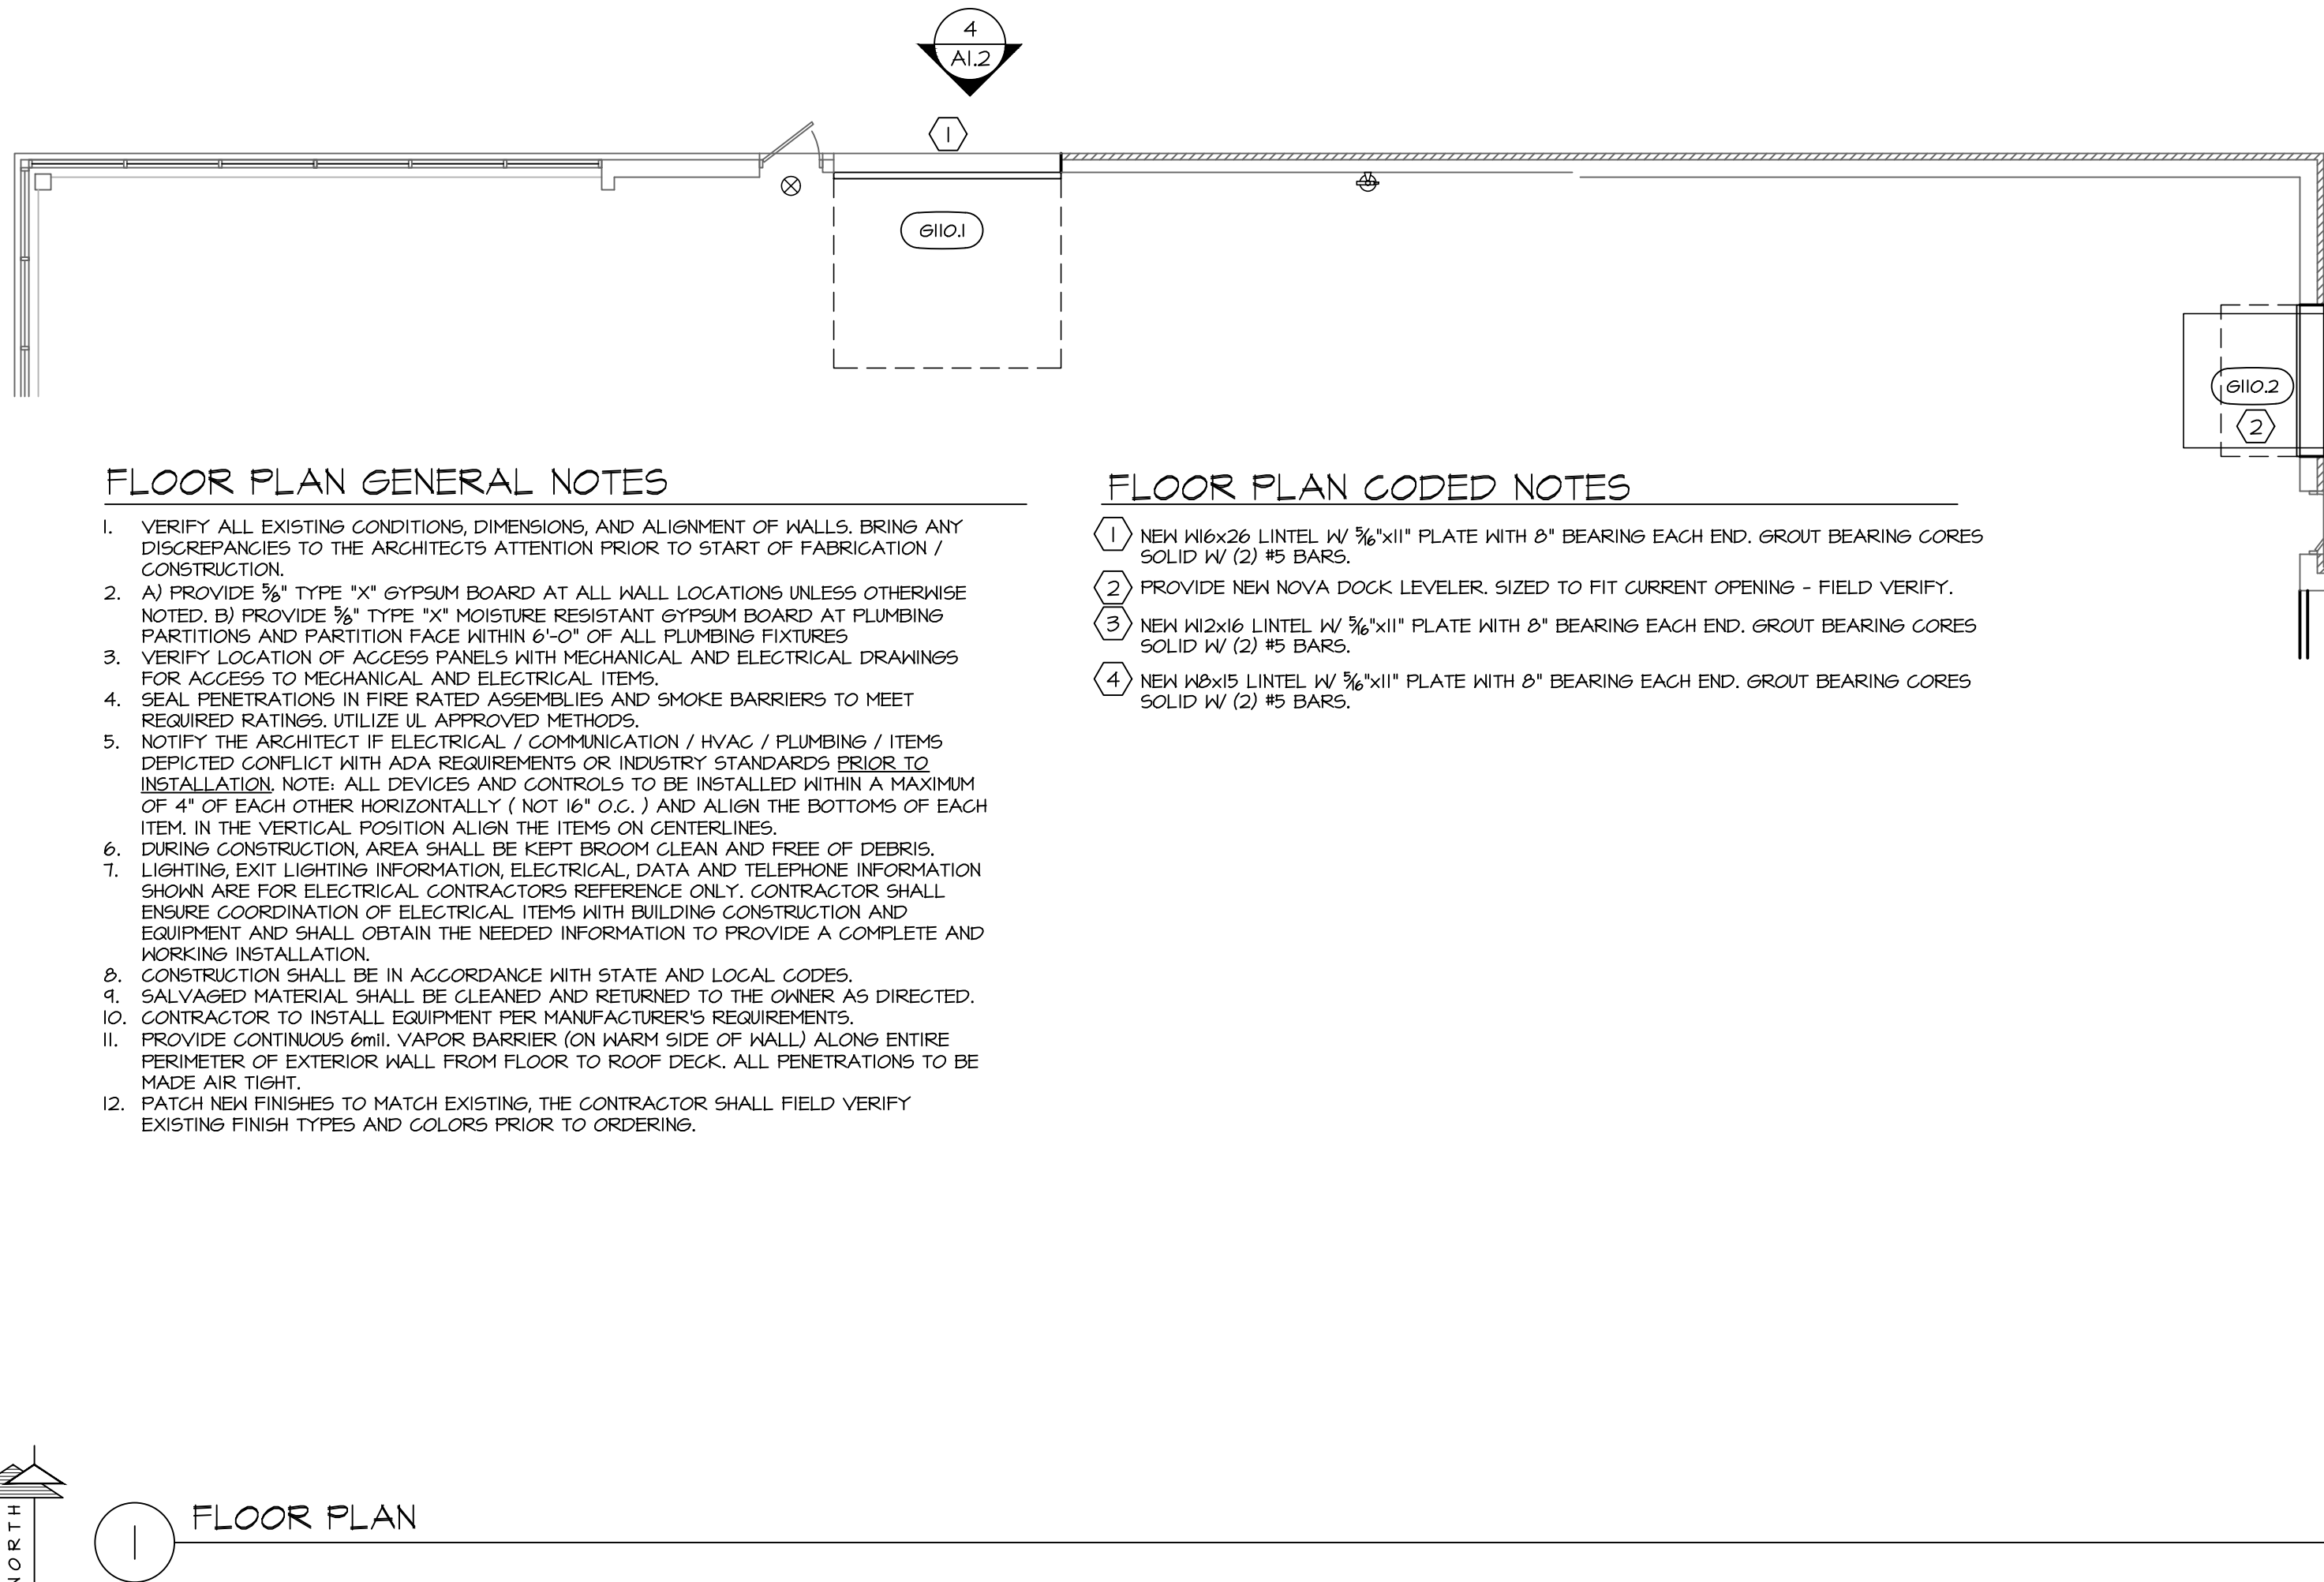 4
A1.2
1
G110.1
G110.2
2
FLOOR PLAN GENERAL NOTES
1. VERIFY ALL EXISTING CONDITIONS, DIMENSIONS, AND ALIGNMENT OF WALLS. BRING ANY
DISCREPANCIES TO THE ARCHITECTS ATTENTION PRIOR TO START OF FABRICATION /
CONSTRUCTION.
2. A) PROVIDE 5/8" TYPE "X" GYPSUM BOARD AT ALL WALL LOCATIONS UNLESS OTHERWISE
NOTED. B) PROVIDE 5/8" TYPE "X" MOISTURE RESISTANT GYPSUM BOARD AT PLUMBING
PARTITIONS AND PARTITION FACE WITHIN 6'-0" OF ALL PLUMBING FIXTURES
3. VERIFY LOCATION OF ACCESS PANELS WITH MECHANICAL AND ELECTRICAL DRAWINGS
FOR ACCESS TO MECHANICAL AND ELECTRICAL ITEMS.
4. SEAL PENETRATIONS IN FIRE RATED ASSEMBLIES AND SMOKE BARRIERS TO MEET
REQUIRED RATINGS. UTILIZE UL APPROVED METHODS.
5. NOTIFY THE ARCHITECT IF ELECTRICAL / COMMUNICATION / HVAC / PLUMBING / ITEMS
DEPICTED CONFLICT WITH ADA REQUIREMENTS OR INDUSTRY STANDARDS PRIOR TO
INSTALLATION. NOTE: ALL DEVICES AND CONTROLS TO BE INSTALLED WITHIN A MAXIMUM
OF 4" OF EACH OTHER HORIZONTALLY ( NOT 16" O.C. ) AND ALIGN THE BOTTOMS OF EACH
ITEM. IN THE VERTICAL POSITION ALIGN THE ITEMS ON CENTERLINES.
6. DURING CONSTRUCTION, AREA SHALL BE KEPT BROOM CLEAN AND FREE OF DEBRIS.
7. LIGHTING, EXIT LIGHTING INFORMATION, ELECTRICAL, DATA AND TELEPHONE INFORMATION
SHOWN ARE FOR ELECTRICAL CONTRACTORS REFERENCE ONLY. CONTRACTOR SHALL
ENSURE COORDINATION OF ELECTRICAL ITEMS WITH BUILDING CONSTRUCTION AND
EQUIPMENT AND SHALL OBTAIN THE NEEDED INFORMATION TO PROVIDE A COMPLETE AND
WORKING INSTALLATION.
8. CONSTRUCTION SHALL BE IN ACCORDANCE WITH STATE AND LOCAL CODES.
9. SALVAGED MATERIAL SHALL BE CLEANED AND RETURNED TO THE OWNER AS DIRECTED.
10. CONTRACTOR TO INSTALL EQUIPMENT PER MANUFACTURER'S REQUIREMENTS.
11. PROVIDE CONTINUOUS 6mil. VAPOR BARRIER (ON WARM SIDE OF WALL) ALONG ENTIRE
PERIMETER OF EXTERIOR WALL FROM FLOOR TO ROOF DECK. ALL PENETRATIONS TO BE
MADE AIR TIGHT.
12. PATCH NEW FINISHES TO MATCH EXISTING, THE CONTRACTOR SHALL FIELD VERIFY
EXISTING FINISH TYPES AND COLORS PRIOR TO ORDERING.
FLOOR PLAN CODED NOTES
1 NEW W16x26 LINTEL W/ 5/16"x11" PLATE WITH 8" BEARING EACH END. GROUT BEARING CORES
SOLID W/ (2) #5 BARS.
2 PROVIDE NEW NOVA DOCK LEVELER. SIZED TO FIT CURRENT OPENING - FIELD VERIFY.
3 NEW W12x16 LINTEL W/ 5/16"x11" PLATE WITH 8" BEARING EACH END. GROUT BEARING CORES
SOLID W/ (2) #5 BARS.
4 NEW W8x15 LINTEL W/ 5/16"x11" PLATE WITH 8" BEARING EACH END. GROUT BEARING CORES
SOLID W/ (2) #5 BARS.
NORTH
1
FLOOR PLAN